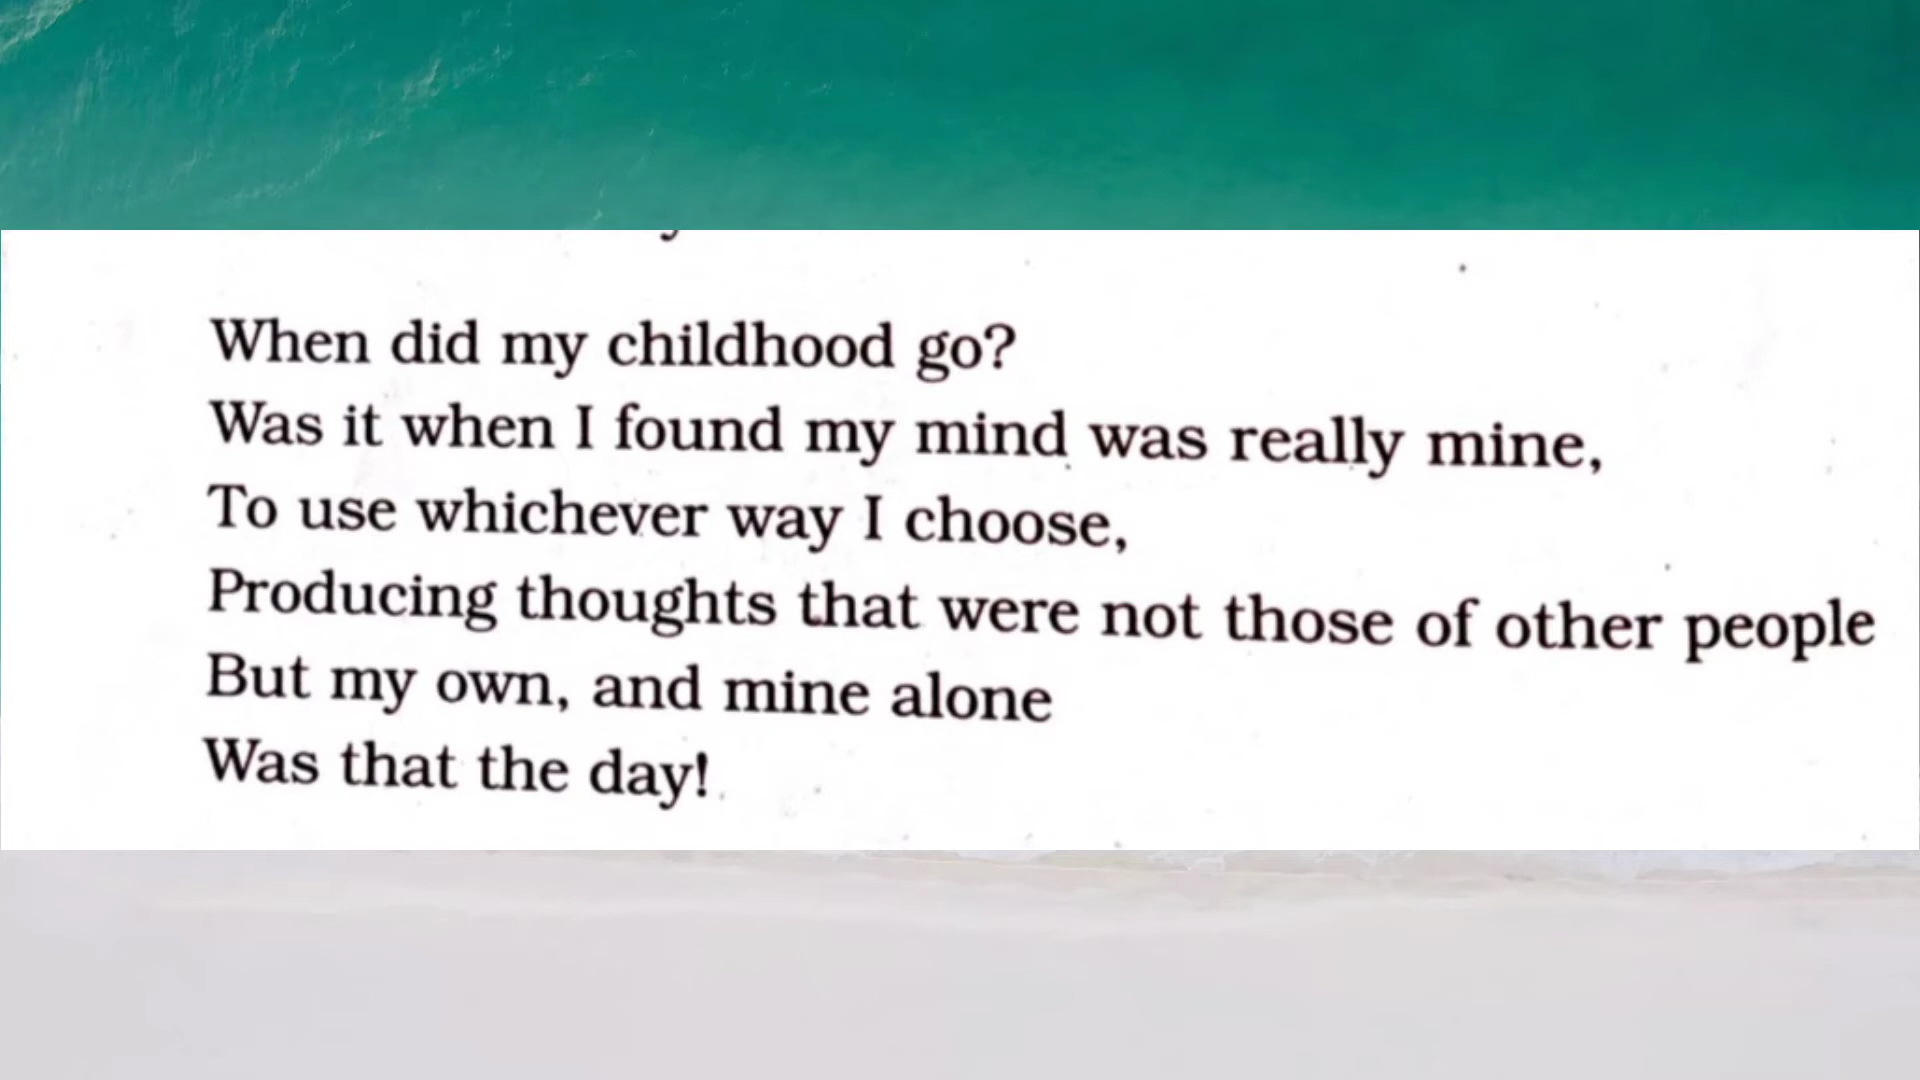 When did my childhood go?
Was it when I found my mind was really mine,
To use whichever way I choose,
Producing thoughts that were not those of other people
But my own, and mine alone
Was that the day!